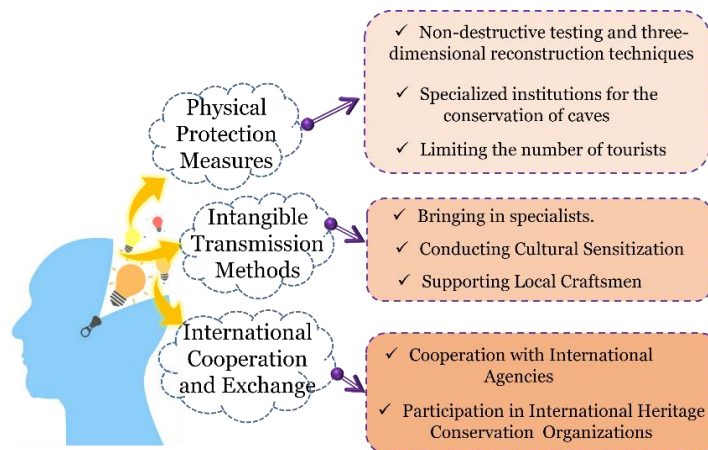 Physical
Protection
Measures
✓ Non-destructive testing and three-
dimensional reconstruction techniques
✓ Specialized institutions for the
conservation of caves
✓ Limiting the number of tourists
Intangible
Transmission
Methods
✓ Bringing in specialists.
✓ Conducting Cultural Sensitization
✓ Supporting Local Craftsmen
International
Cooperation
and Exchange
✓ Cooperation with International
Agencies
✓ Participation in International Heritage
Conservation Organizations